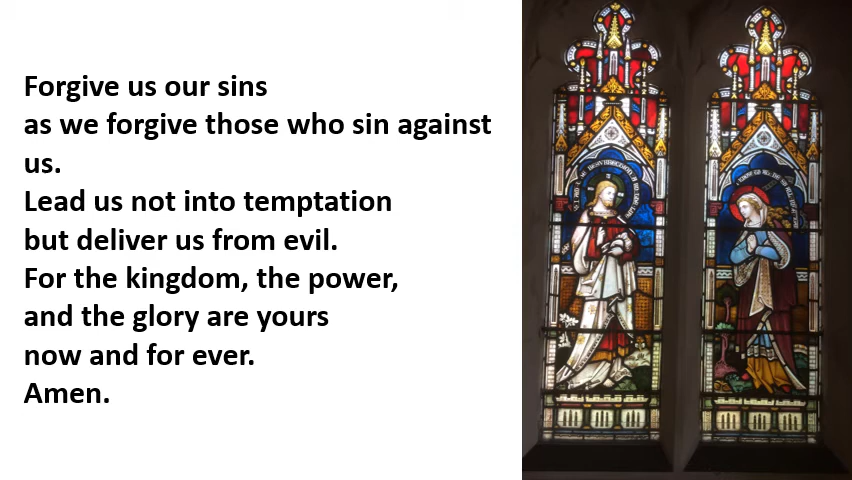 Forgive us our sins
as we forgive those who sin against
us.
Lead us not into temptation
but deliver us from evil.
For the kingdom, the power,
and the glory are yours
now and for ever.
Amen.